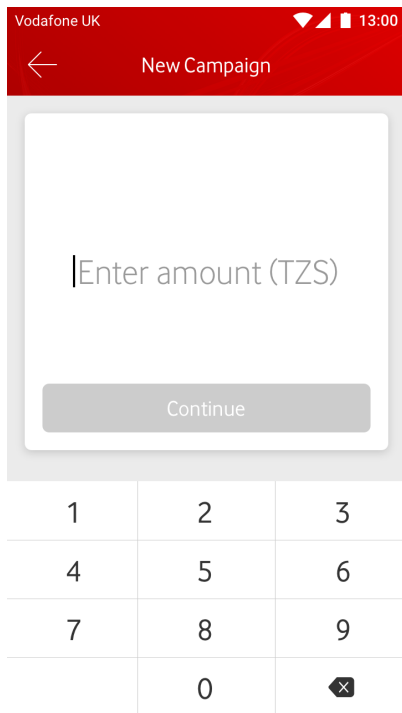 Vodafone UK 13:00
New Campaign
Enter amount (TZS)
Continue
1 2 3
4 5 6
7 8 9
0